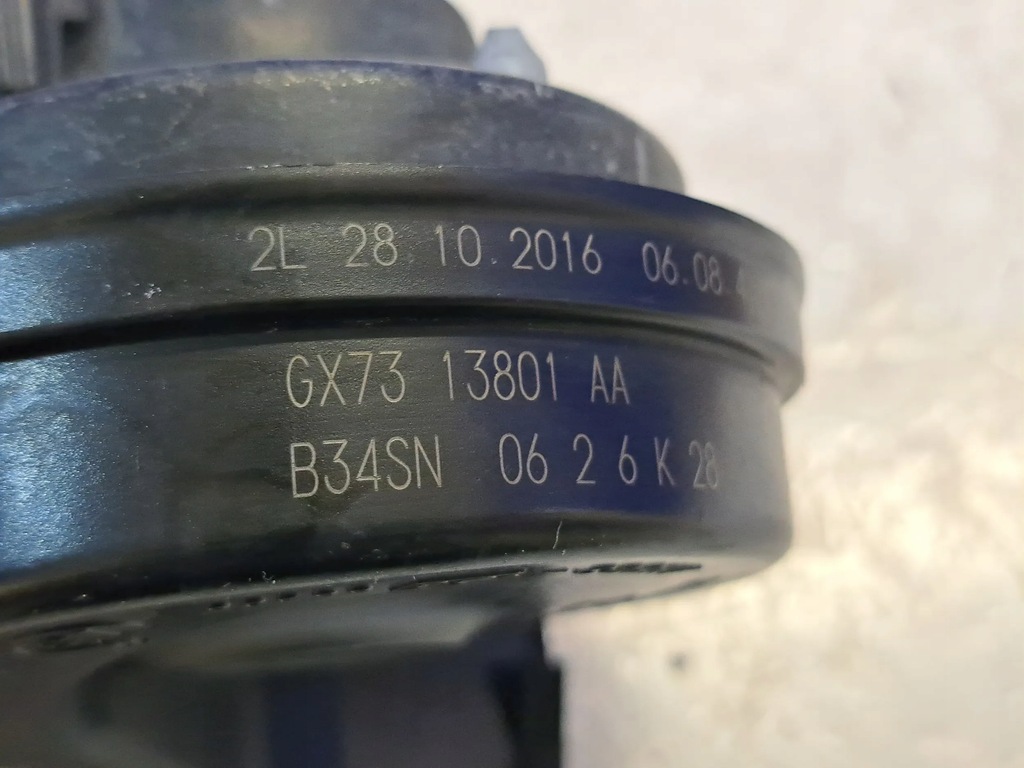 2L 28.10.2016 06.08
GX73 13801 AA
B34SN 06 2 6 K 28